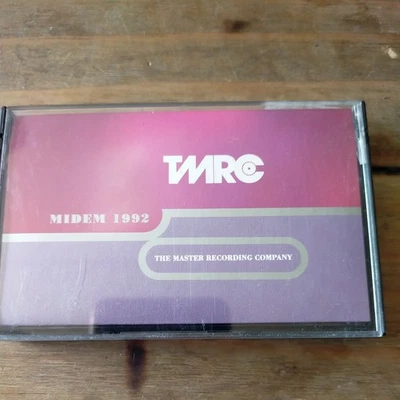 TMRC
MIDEM 1992
THE MASTER RECORDING COMPANY